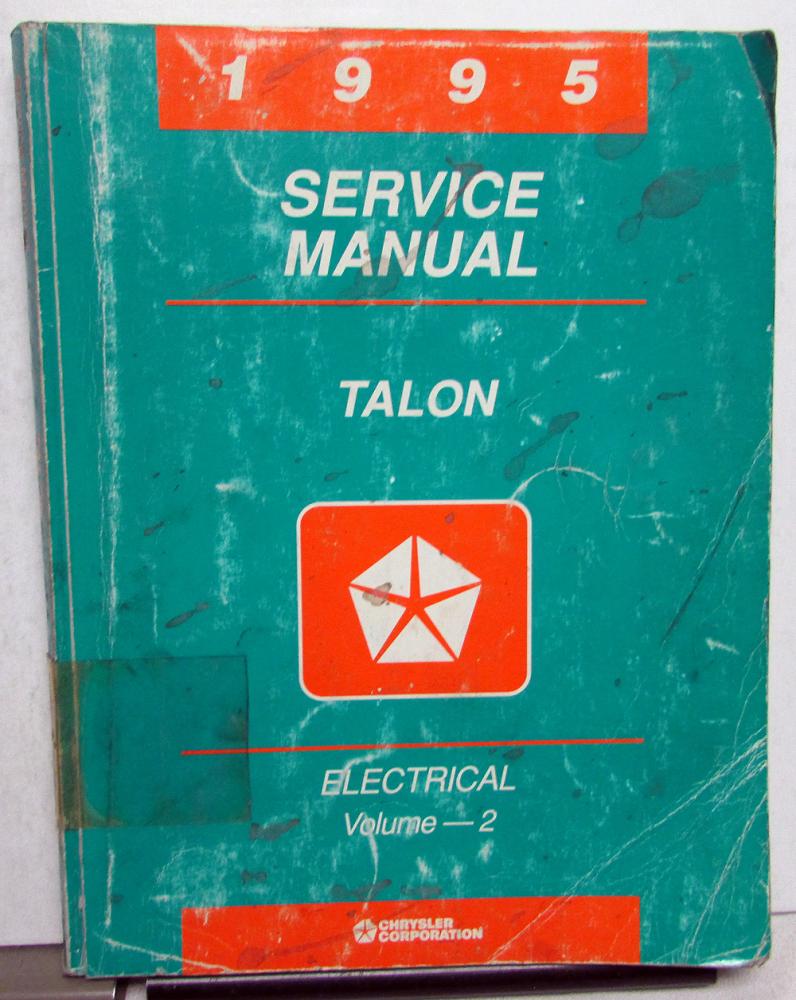 1995
SERVICE
MANUAL
TALON
ELECTRICAL
Volume — 2
CHRYSLER
CORPORATION